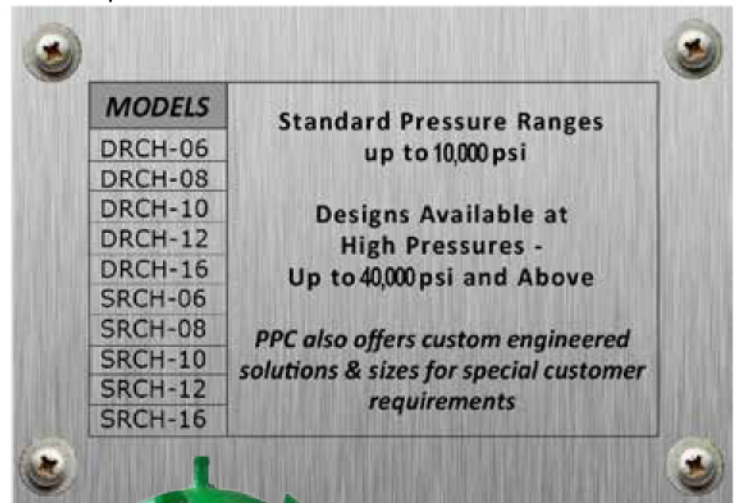 MODELS
DRCH-06
DRCH-08
DRCH-10
DRCH-12
DRCH-16
SRCH-06
SRCH-08
SRCH-10
SRCH-12
SRCH-16
Standard Pressure Ranges
up to 10,000 psi
Designs Available at
High Pressures -
Up to 40,000 psi and Above
PPC also offers custom engineered
solutions & sizes for special customer
requirements